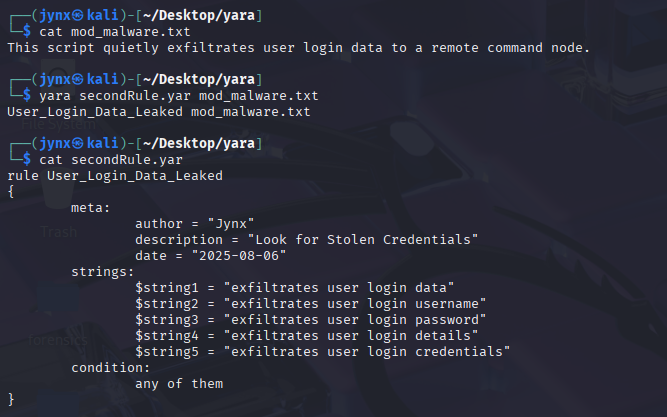 ┌──(jynx㉿kali)-[~/Desktop/yara]
└─$ cat mod_malware.txt
This script quietly exfiltrates user login data to a remote command node.
┌──(jynx㉿kali)-[~/Desktop/yara]
└─$ yara secondRule.yar mod_malware.txt
User_Login_Data_Leaked mod_malware.txt
File System
┌──(jynx㉿kali)-[~/Desktop/yara]
└─$ cat secondRule.yar
rule User_Login_Data_Leaked
{
meta:
author = "Jynx"
Trash
description = "Look for Stolen Credentials"
date = "2025-08-06"
strings:
$string1 = "exfiltrates user login data"
$string2 = "exfiltrates user login username"
$string3 = "exfiltrates user login password"
forensics
$string4 = "exfiltrates user login details"
$string5 = "exfiltrates user login credentials"
condition:
any of them
}